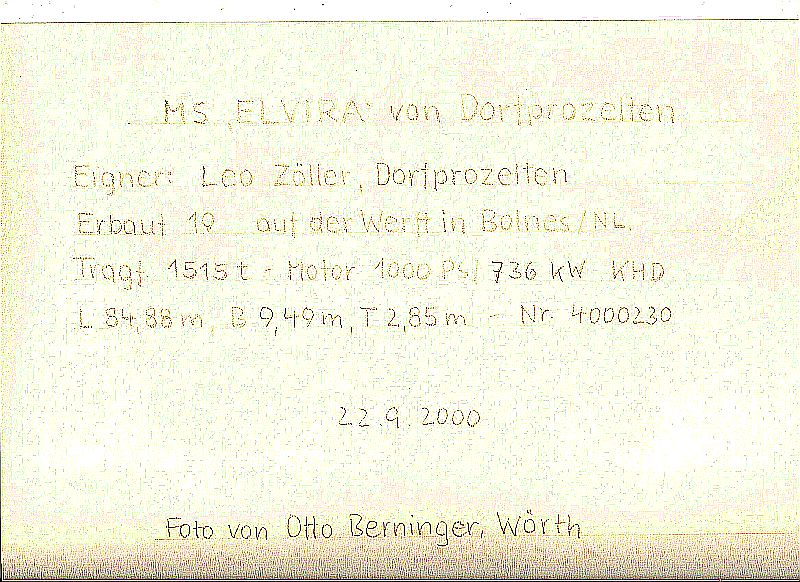 MS „ELVIRA“ von Dorfprozelten
Eigner: Leo Zöller, Dorfprozelten
Erbaut 19   auf der Werft in Bolnes/NL.
Tragf. 1515 t - Motor 1000 PS/736 kW KHD
L 84,88 m, B 9,49 m, T 2,85 m - Nr. 4000230
22.9.2000
Foto von Otto Berninger, Wörth